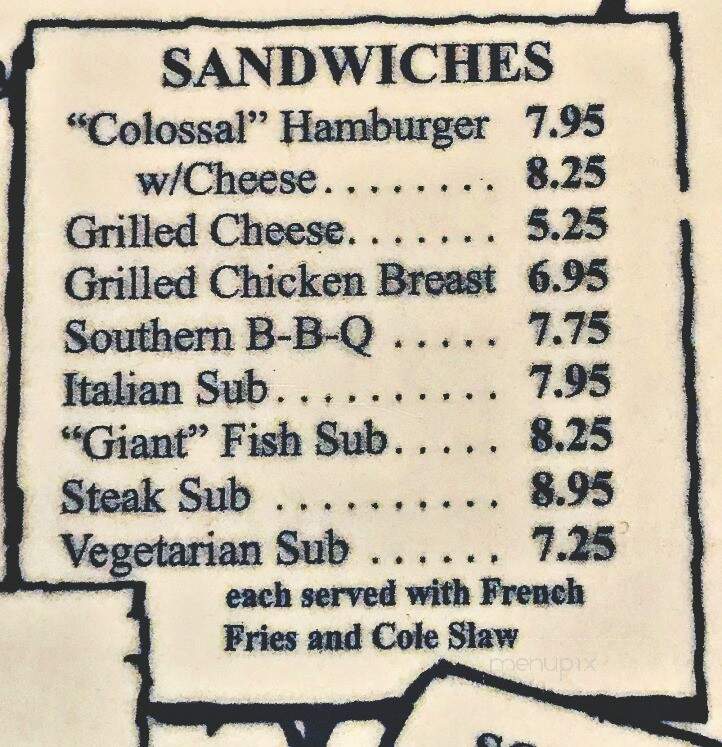 SANDWICHES
“Colossal” Hamburger 7.95
w/Cheese........ 8.25
Grilled Cheese....... 5.25
Grilled Chicken Breast 6.95
Southern B-B-Q ..... 7.75
Italian Sub.......... 7.95
“Giant” Fish Sub..... 8.25
Steak Sub ........... 8.95
Vegetarian Sub ...... 7.25
each served with French
Fries and Cole Slaw
menupix